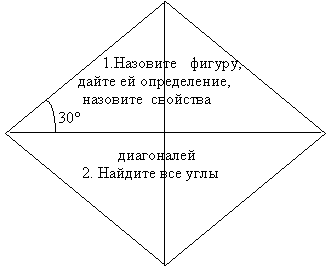 1.Назовите фигуру,
дайте ей определение,
назовите свойства
30°
диагоналей
2. Найдите все углы